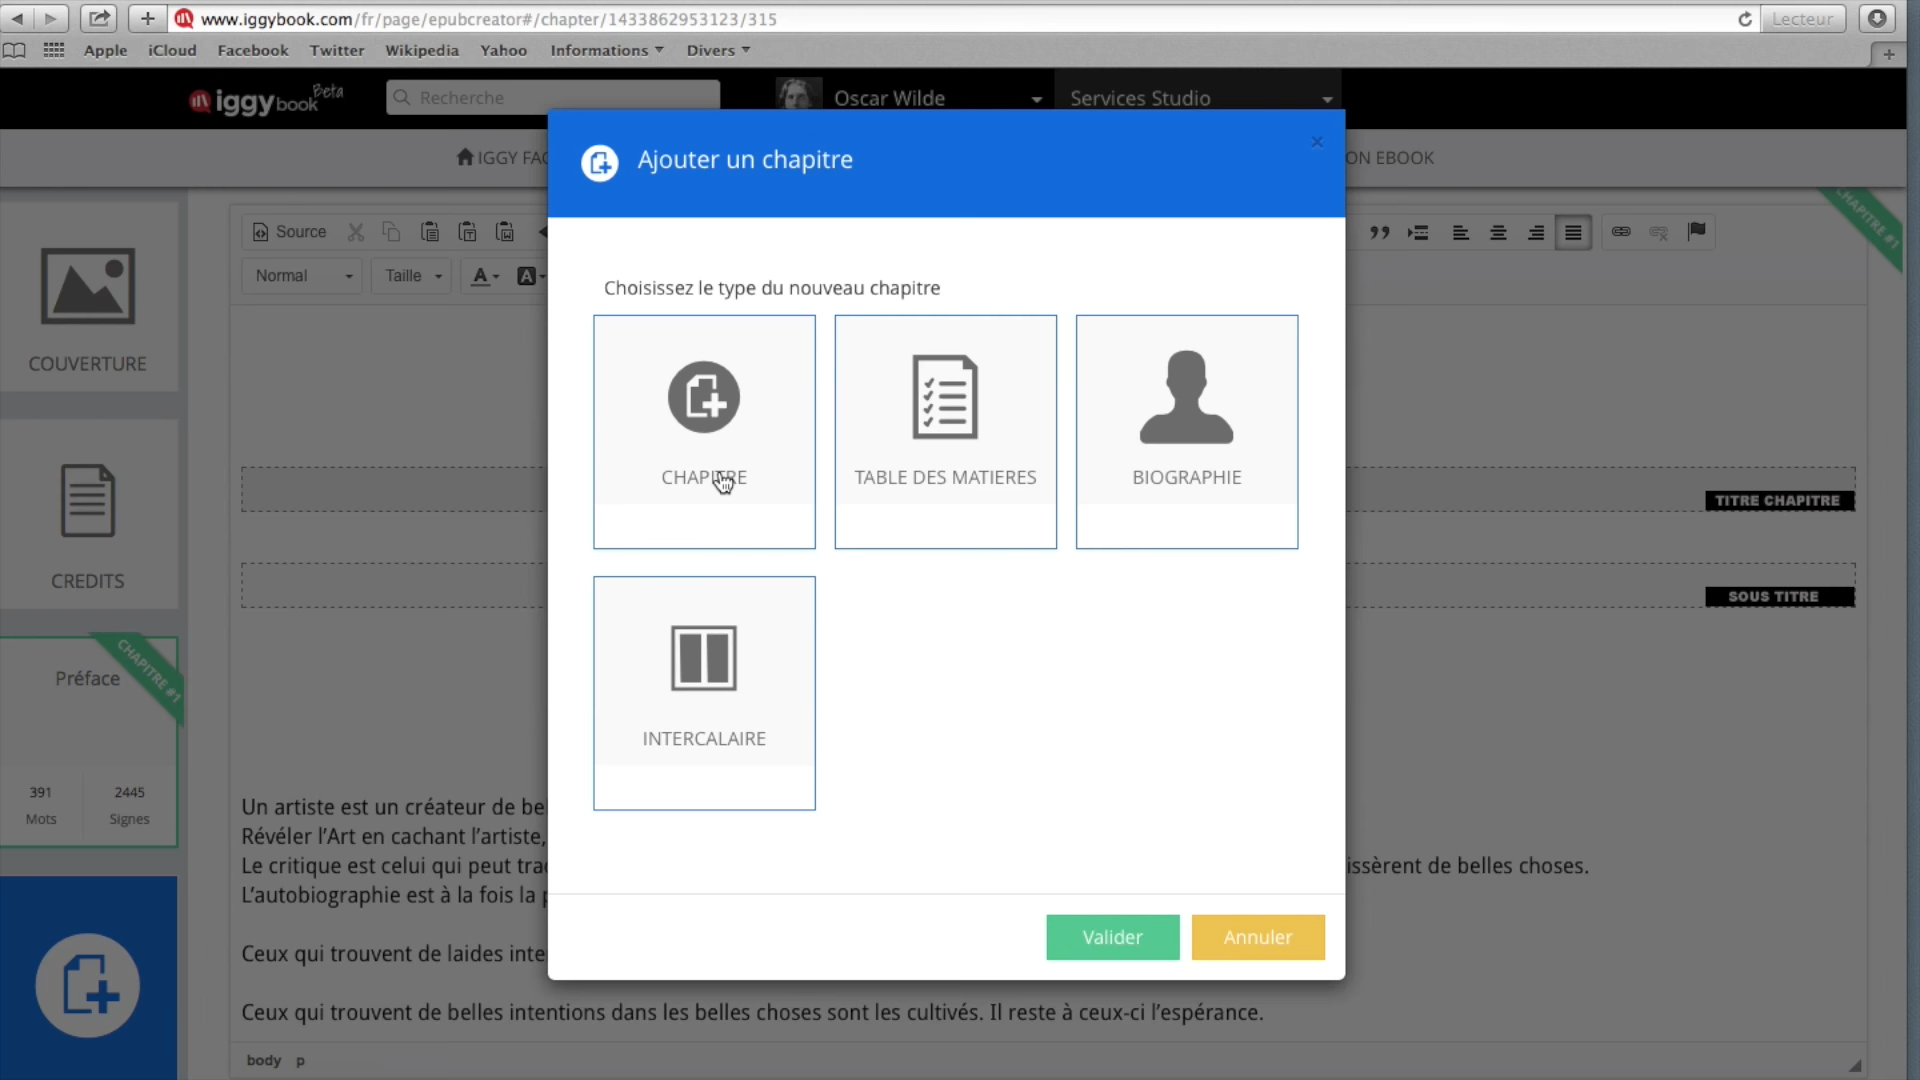 www.iggybook.com/fr/page/epubcreator#/chapter/1433862953123/315
Lecteur
Apple iCloud Facebook Twitter Wikipedia Yahoo Informations Divers
iggybook Beta
Recherche
Oscar Wilde
Services Studio
IGGY FAC
ON EBOOK
Ajouter un chapitre
×
CHAPITRE #1
Source
Normal
Taille
Choisissez le type du nouveau chapitre
COUVERTURE
CHAPITRE
TABLE DES MATIERES
BIOGRAPHIE
TITRE CHAPITRE
CREDITS
SOUS TITRE
CHAPITRE #1
Préface
INTERCALAIRE
391
Mots
2445
Signes
Un artiste est un créateur de be
Révéler l’Art en cachant l’artiste,
Le critique est celui qui peut tra
issèrent de belles choses.
L’autobiographie est à la fois la p
Valider
Annuler
Ceux qui trouvent de laides inte
Ceux qui trouvent de belles intentions dans les belles choses sont les cultivés. Il reste à ceux-ci l’espérance.
body p